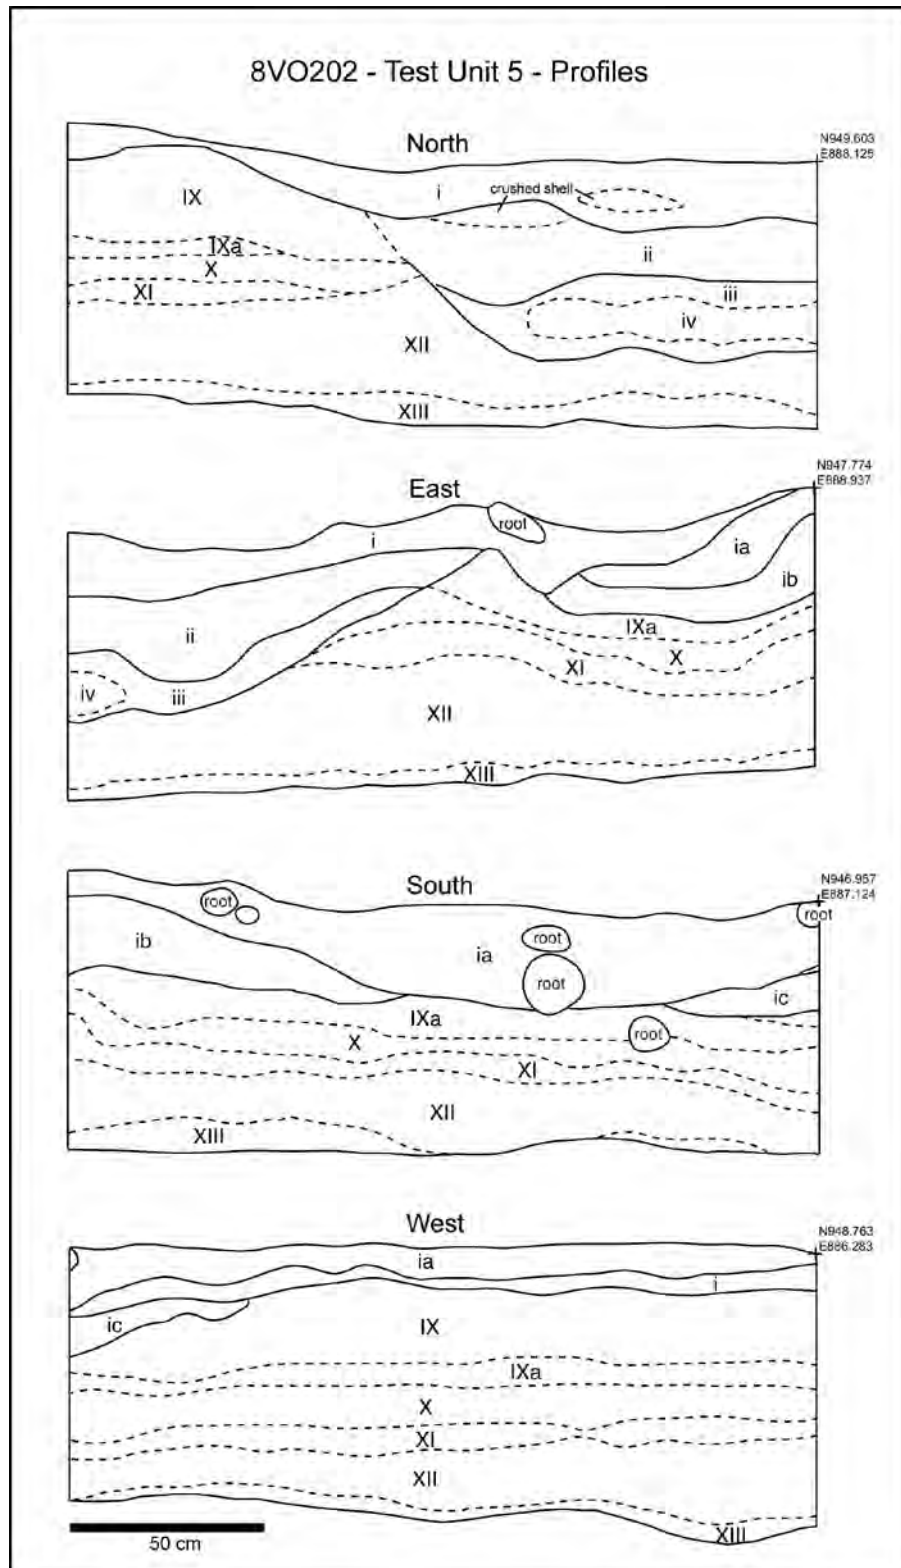 8VO202 - Test Unit 5 - Profiles
North
N949.603
E888.125
i
crushed shell
IX
ii
IXa
X
XI
iii
iv
XII
XIII
East
N947.774
E888.937
root
i
ia
ib
ii
IXa
X
XI
iv
iii
XII
XIII
South
N946.957
E887.124
root
root
ib
ia
root
root
ic
IXa
root
X
XI
XII
XIII
West
N948.763
E886.283
ia
i
ic
IX
IXa
X
XI
XII
XIII
50 cm